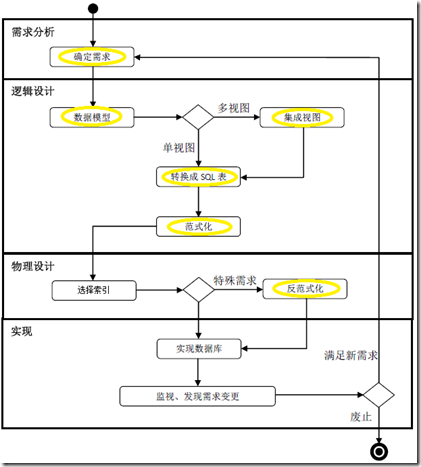 需求分析
确定需求
逻辑设计
数据模型
多视图
集成视图
单视图
转换成 SQL 表
范式化
物理设计
选择索引
特殊需求
反范式化
实现
实现数据库
满足新需求
监视、发现需求变更
废止